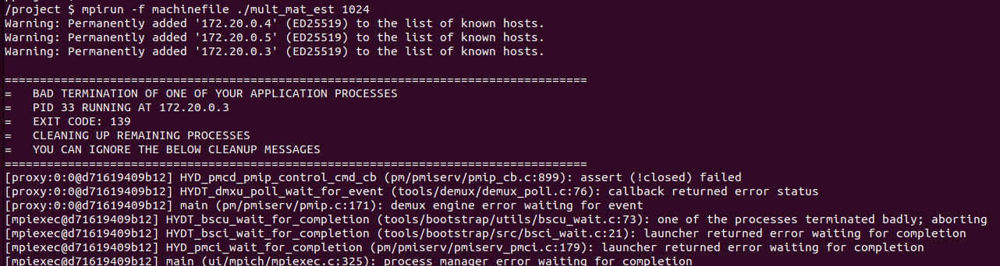 /project $ mpirun -f machinefile ./mult_mat_est 1024
Warning: Permanently added '172.20.0.4' (ED25519) to the list of known hosts.
Warning: Permanently added '172.20.0.5' (ED25519) to the list of known hosts.
Warning: Permanently added '172.20.0.3' (ED25519) to the list of known hosts.
===================================================================================
=   BAD TERMINATION OF ONE OF YOUR APPLICATION PROCESSES
=   PID 33 RUNNING AT 172.20.0.3
=   EXIT CODE: 139
=   CLEANING UP REMAINING PROCESSES
=   YOU CAN IGNORE THE BELOW CLEANUP MESSAGES
===================================================================================
[proxy:0:0@d71619409b12] HYD_pmcd_pmip_control_cmd_cb (pm/pmiserv/pmip_cb.c:899): assert (!closed) failed
[proxy:0:0@d71619409b12] HYDT_dmxu_poll_wait_for_event (tools/demux/demux_poll.c:76): callback returned error status
[proxy:0:0@d71619409b12] main (pm/pmiserv/pmip.c:171): demux engine error waiting for event
[mpiexec@d71619409b12] HYDT_bscu_wait_for_completion (tools/bootstrap/utils/bscu_wait.c:73): one of the processes terminated badly; aborting
[mpiexec@d71619409b12] HYDT_bsci_wait_for_completion (tools/bootstrap/src/bsci_wait.c:21): launcher returned error waiting for completion
[mpiexec@d71619409b12] HYD_pmci_wait_for_completion (pm/pmiserv/pmiserv_pmci.c:179): launcher returned error waiting for completion
[mpiexec@d71619409b12] main (ui/mpich/mpiexec.c:325): process manager error waiting for completion